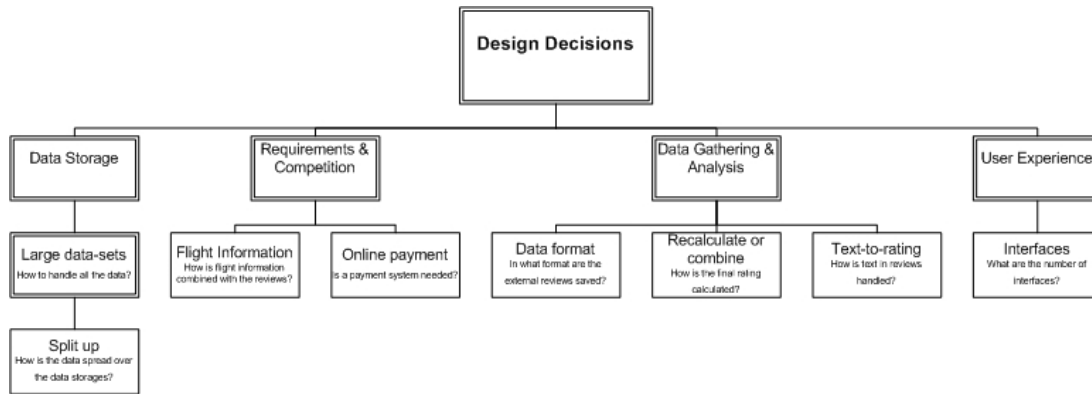 Design Decisions
Data Storage
Requirements &
Competition
Data Gathering &
Analysis
User Experience
Large data-sets
How to handle all the data?
Flight Information
How is flight information
combined with the reviews?
Online payment
Is a payment system needed?
Data format
In what format are the
external reviews saved?
Recalculate or
combine
How is the final rating
calculated?
Text-to-rating
How is text in reviews
handled?
Interfaces
What are the number of
interfaces?
Split up
How is the data spread over
the data storages?